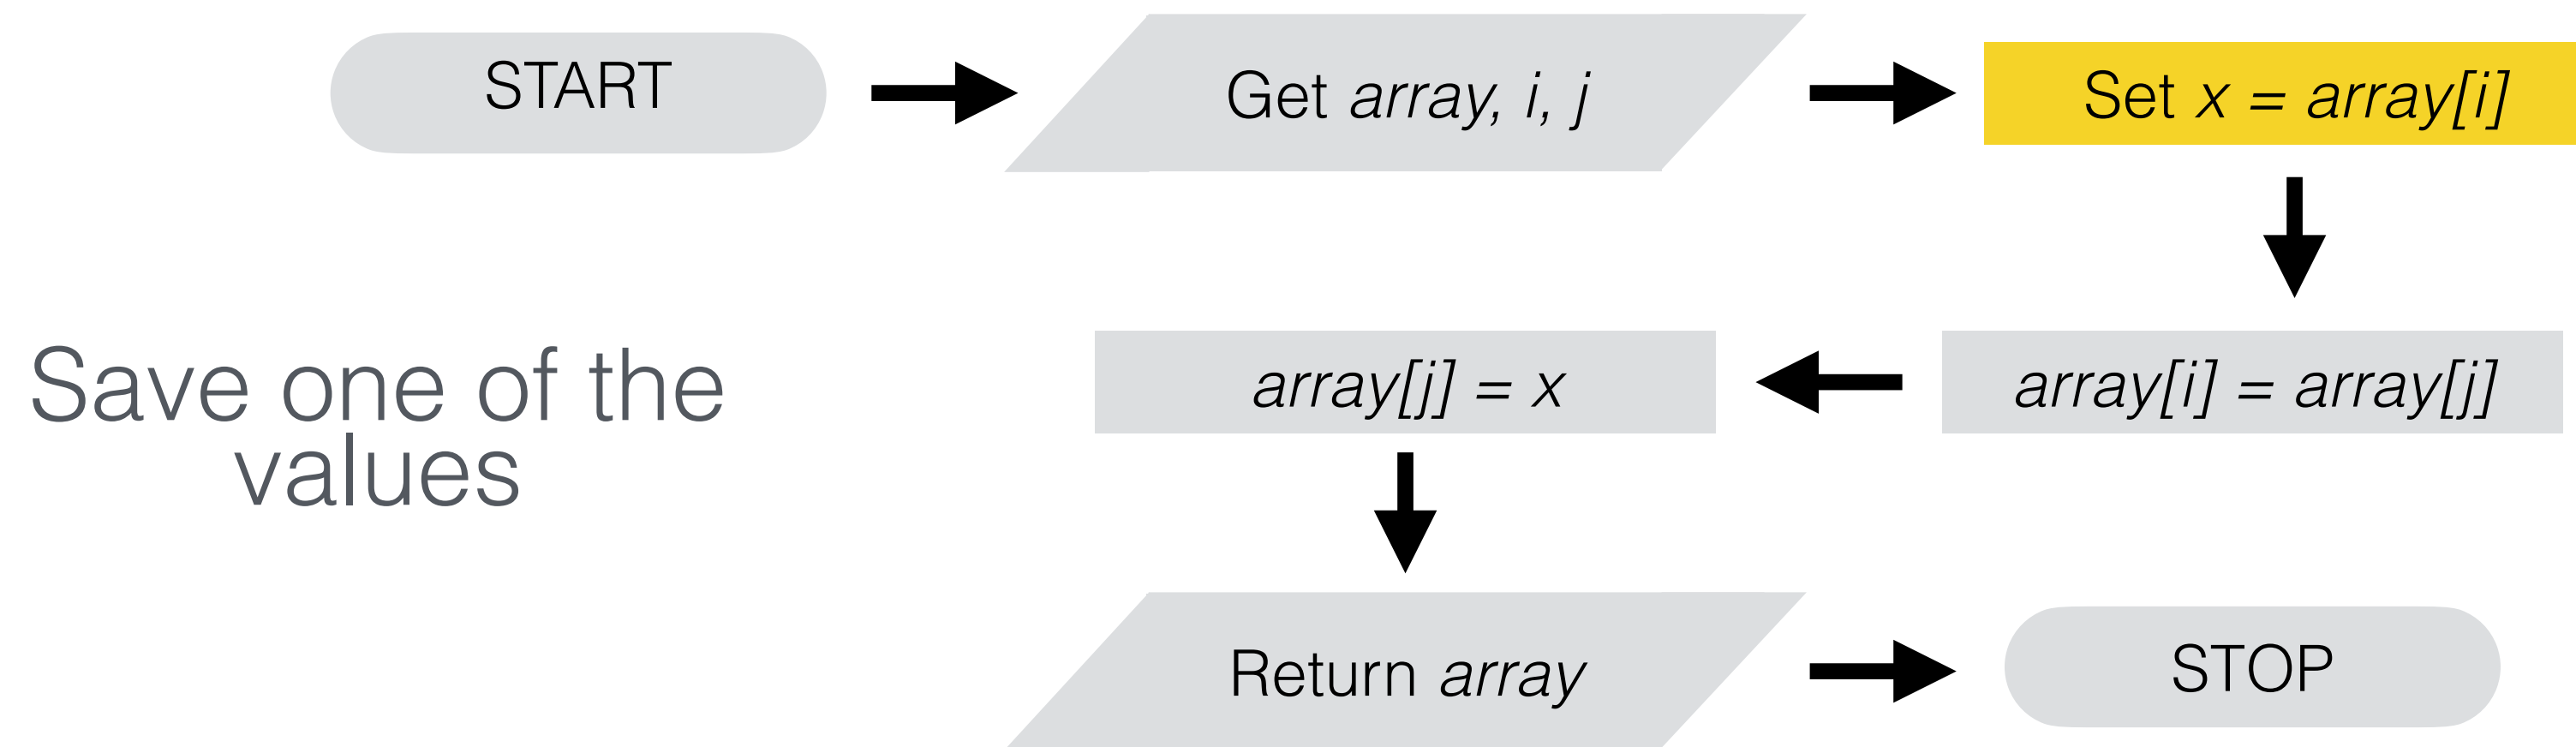 START
Get array, i, j
Set x = array[i]
Save one of the
values
array[j] = x
array[i] = array[j]
Return array
STOP